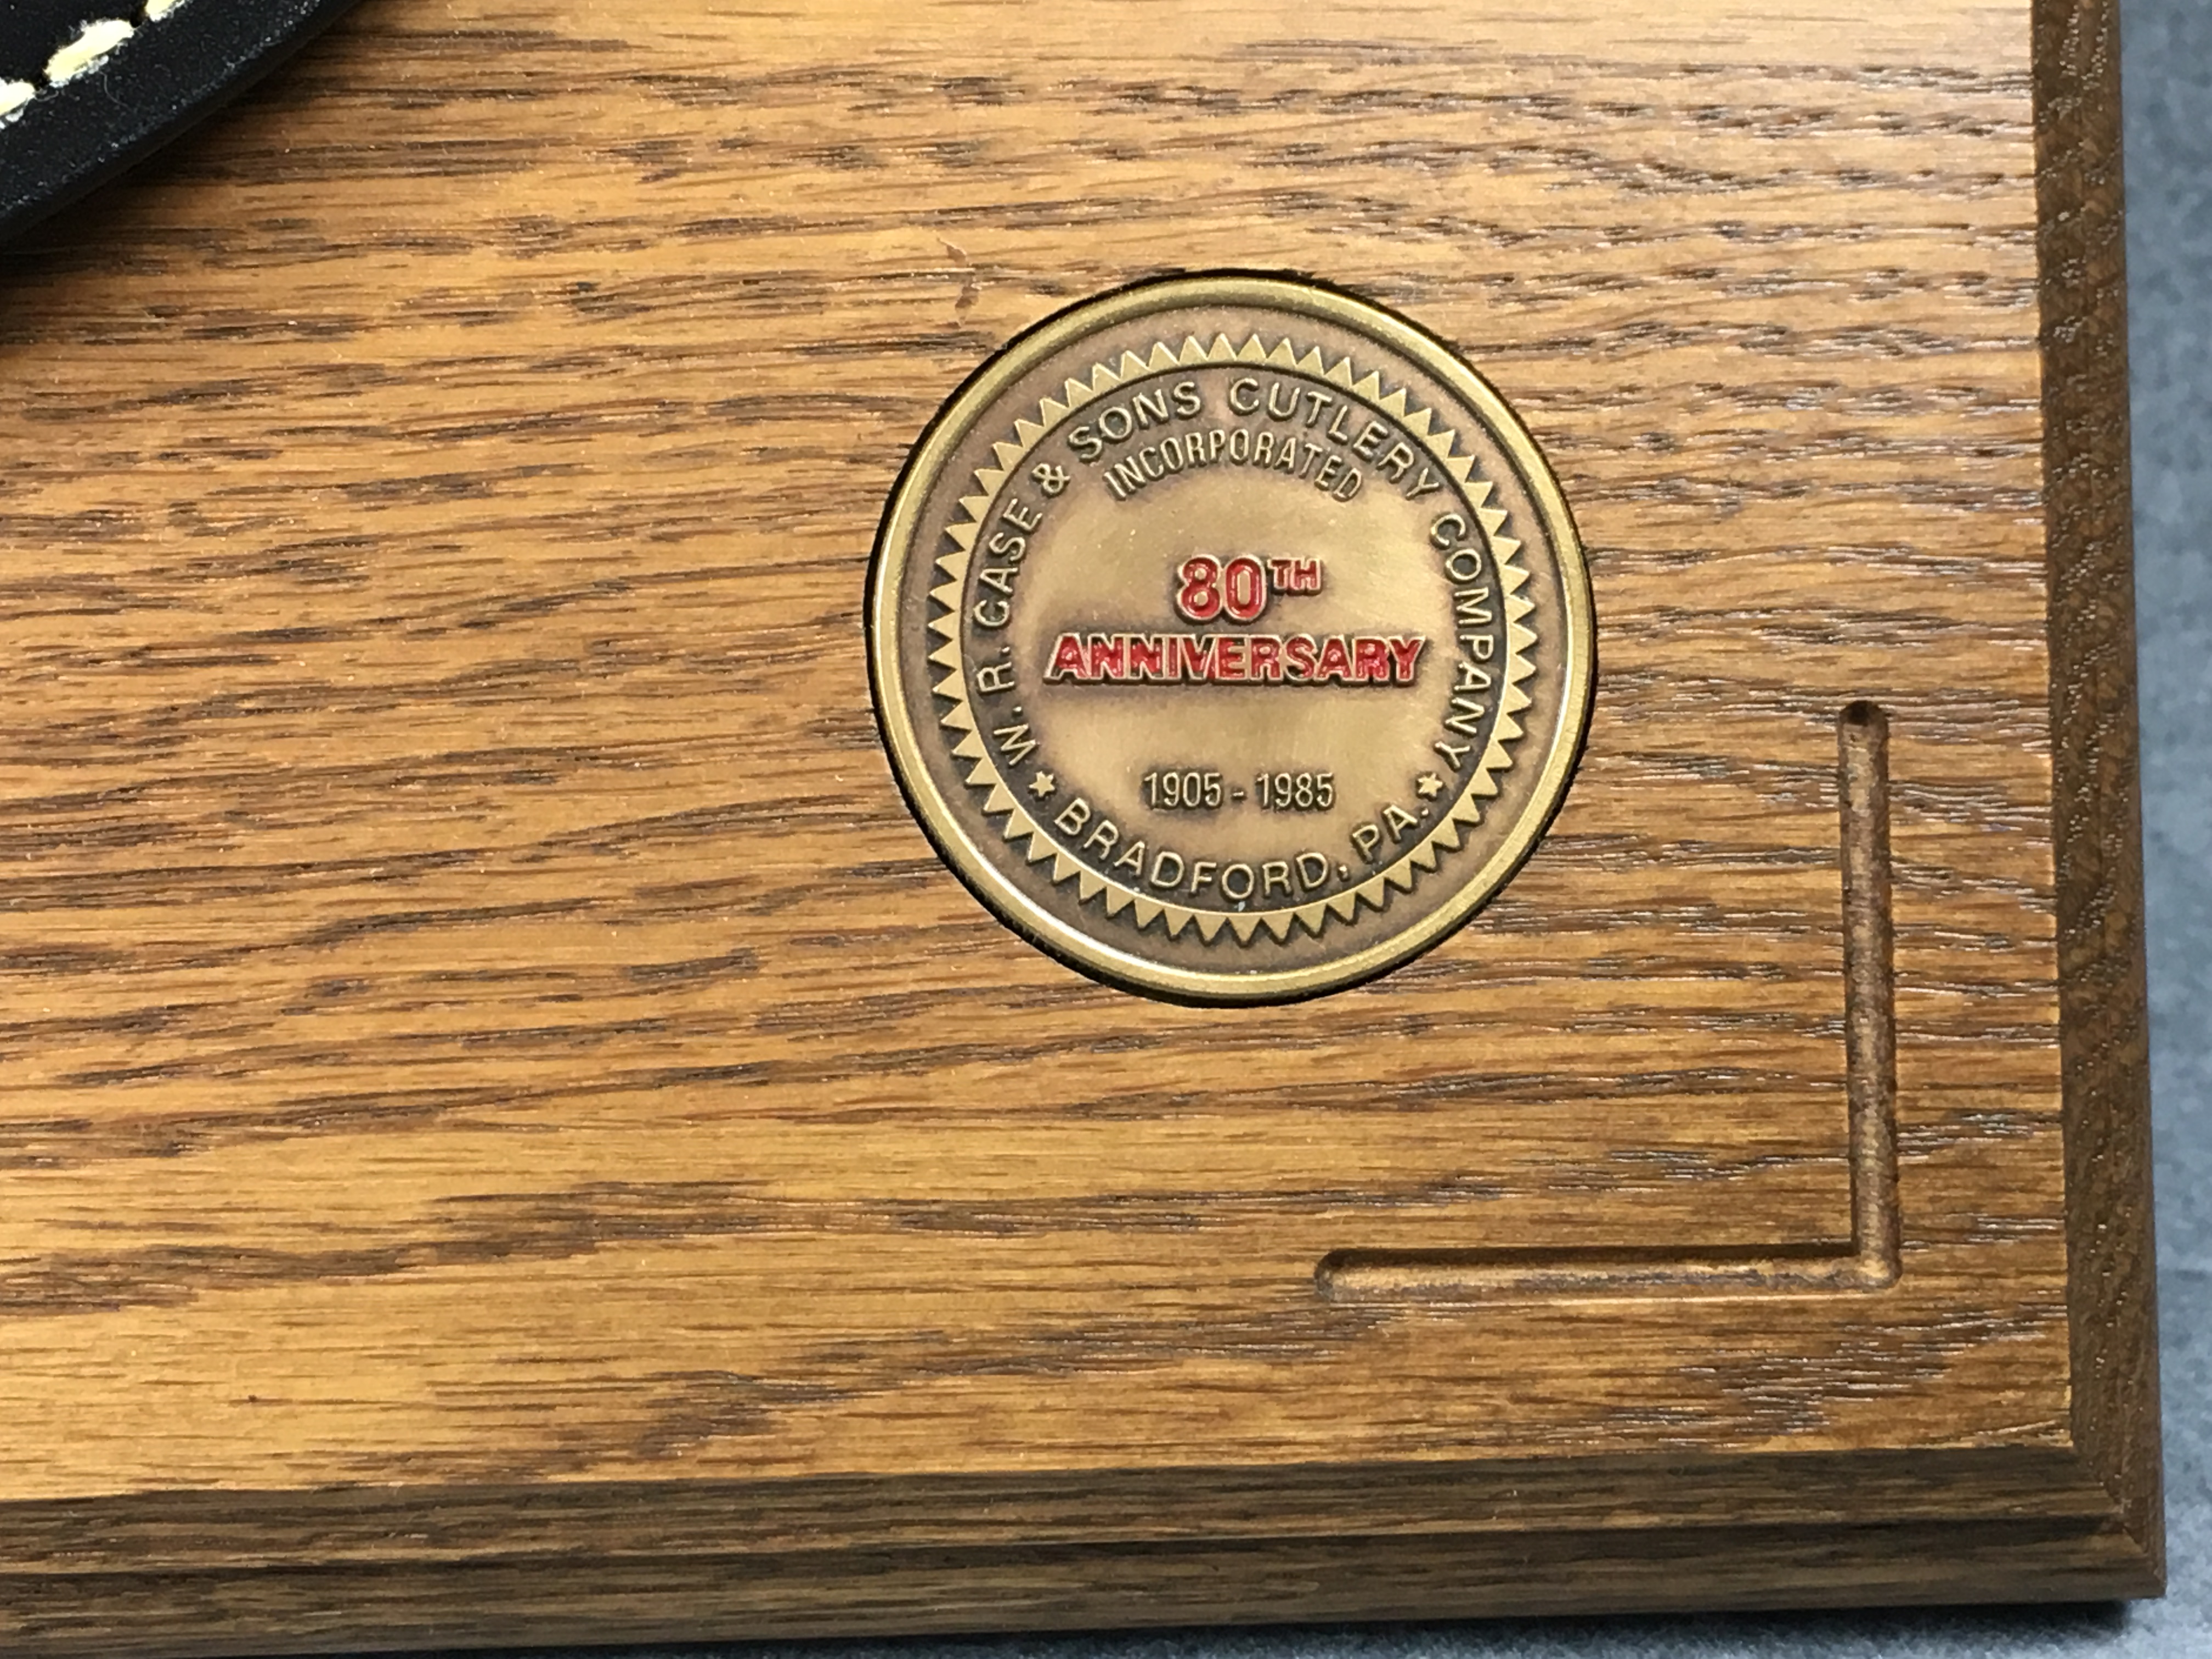 W. R. CASE & SONS CUTLERY COMPANY
INCORPORATED
80TH
ANNIVERSARY
1905 - 1985
BRADFORD, PA.